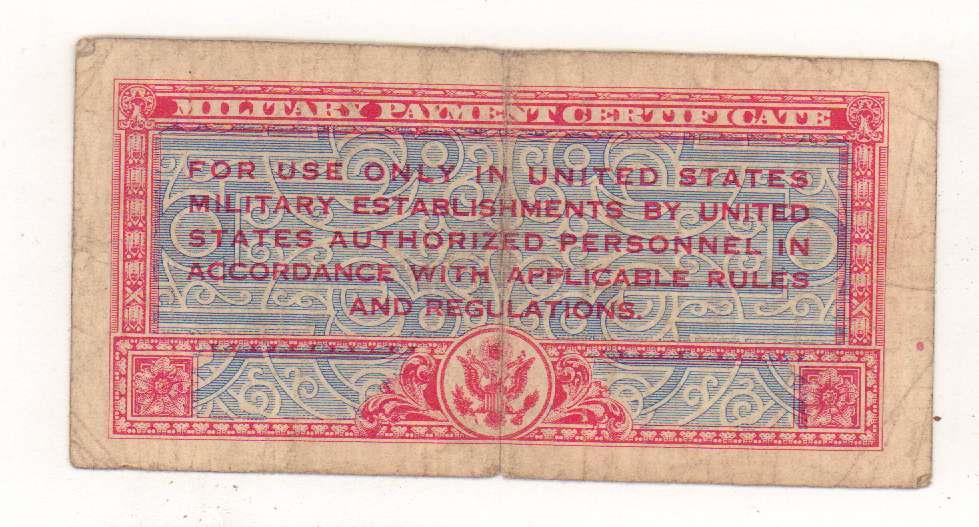 MILITARY PAYMENT CERTIFICATE
FOR USE ONLY IN UNITED STATES
MILITARY ESTABLISHMENTS BY UNITED
STATES AUTHORIZED PERSONNEL IN
ACCORDANCE WITH APPLICABLE RULES
AND REGULATIONS.